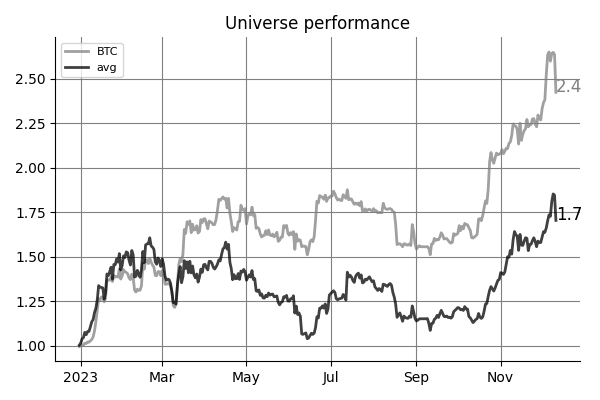 Universe performance
BTC
avg
2.50
2.25
2.00
1.75
1.50
1.25
1.00
2.4
1.7
2023
Mar
May
Jul
Sep
Nov